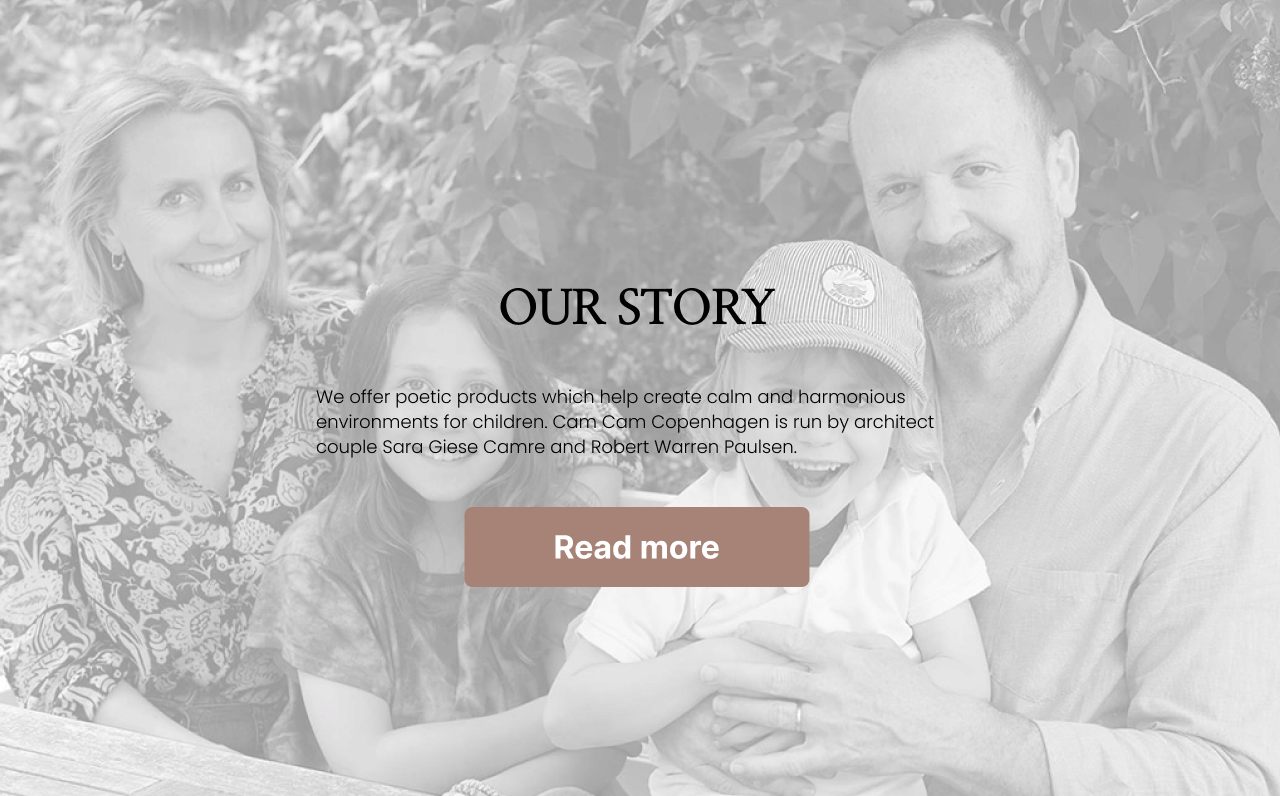 OUR STORY
We offer poetic products which help create calm and harmonious
environments for children. Cam Cam Copenhagen is run by architect
couple Sara Giese Camre and Robert Warren Paulsen.
Read more